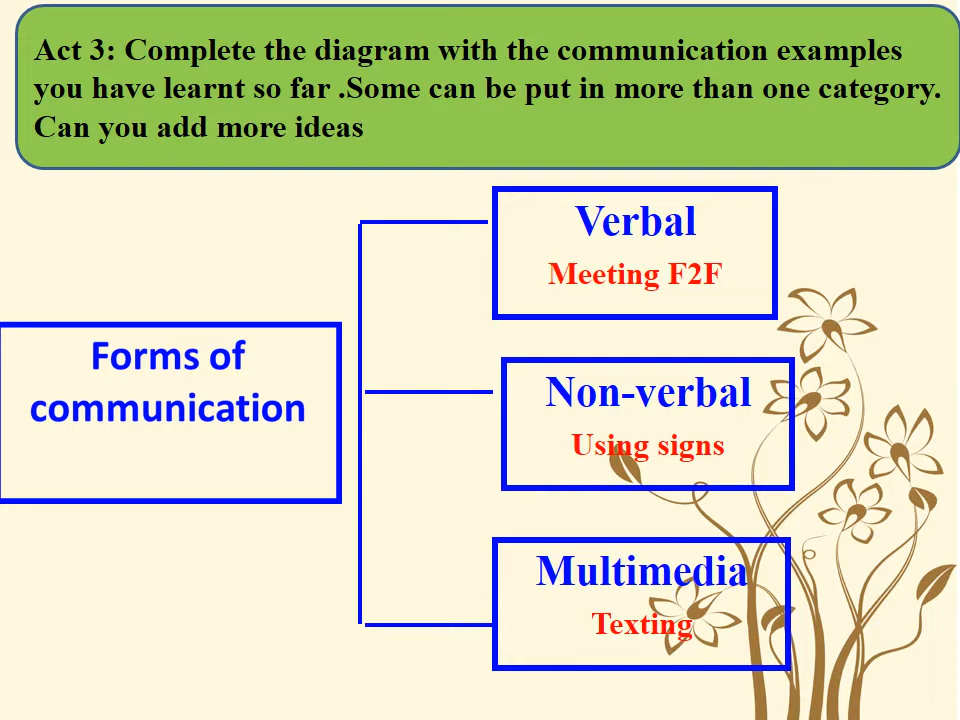 Act 3: Complete the diagram with the communication examples
you have learnt so far .Some can be put in more than one category.
Can you add more ideas
Verbal
Meeting F2F
Forms of
communication
Non-verbal
Using signs
Multimedia
Texting